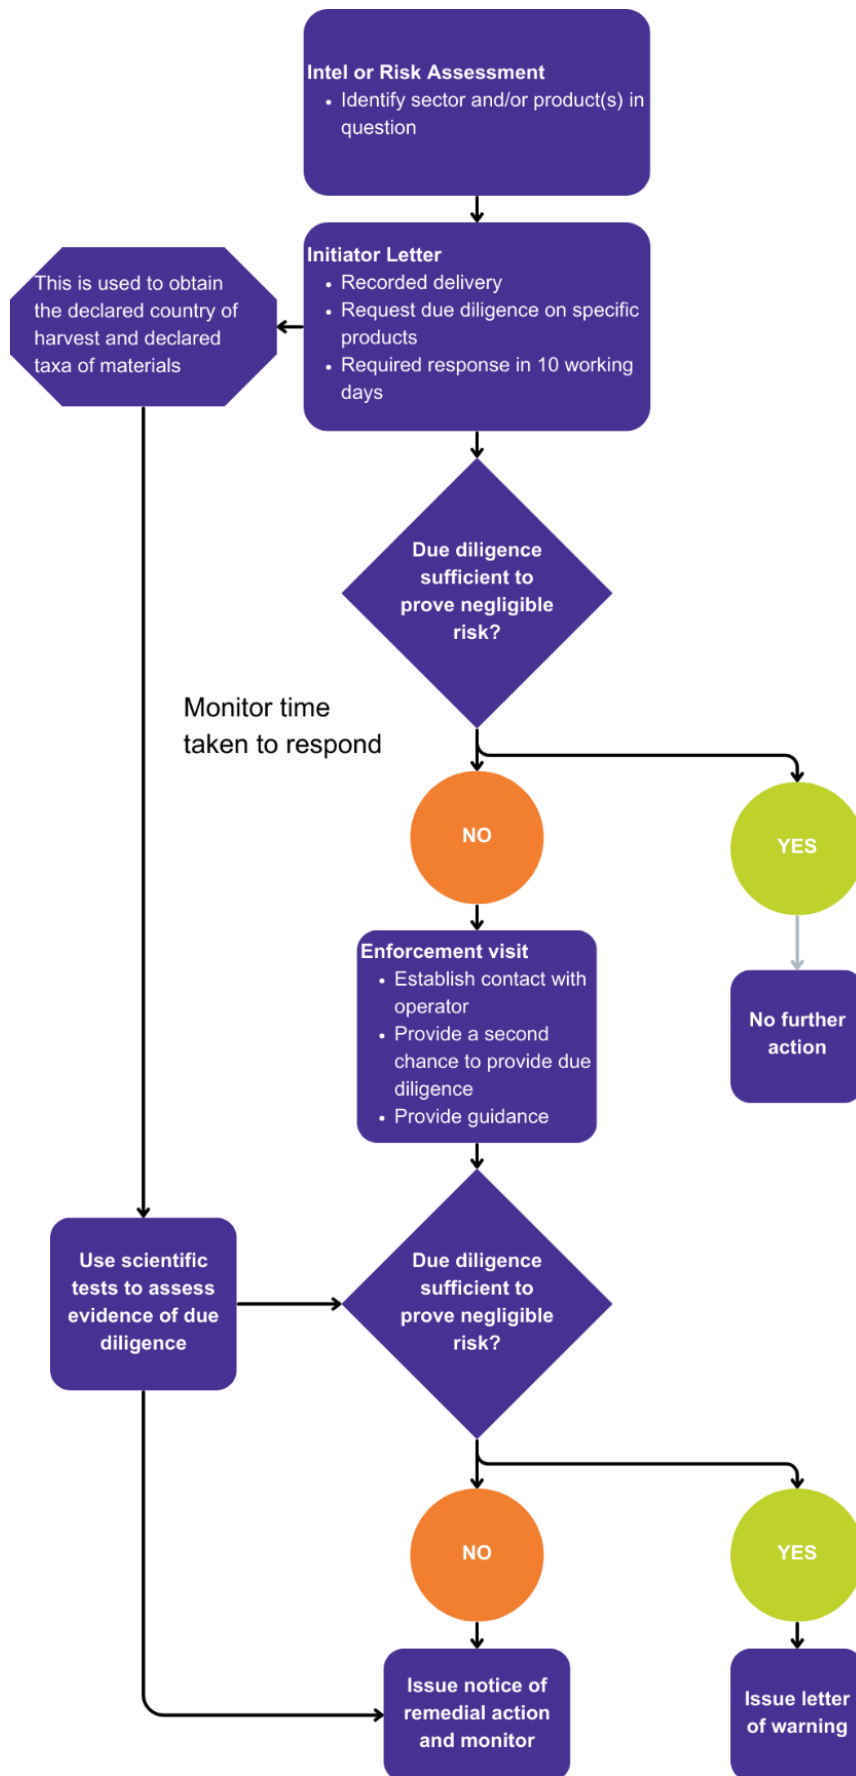 Intel or Risk Assessment
• Identify sector and/or product(s) in
question
Initiator Letter
• Recorded delivery
• Request due diligence on specific
products
• Required response in 10 working
days
This is used to obtain
the declared country of
harvest and declared
taxa of materials
Due diligence
sufficient to
prove negligible
risk?
Monitor time
taken to respond
NO
YES
Enforcement visit
• Establish contact with
operator
• Provide a second
chance to provide due
diligence
• Provide guidance
No further
action
Use scientific
tests to assess
evidence of due
diligence
Due diligence
sufficient to
prove negligible
risk?
NO
YES
Issue notice of
remedial action
and monitor
Issue letter
of warning